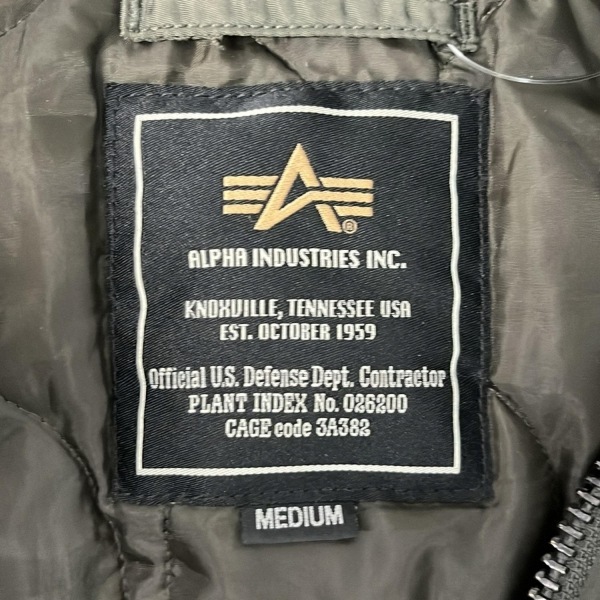 ALPHA INDUSTRIES INC.
KNOXVILLE, TENNESSEE USA
EST. OCTOBER 1959
Official U.S. Defense Dept. Contractor
PLANT INDEX No. 026200
CAGE code 3A382
MEDIUM